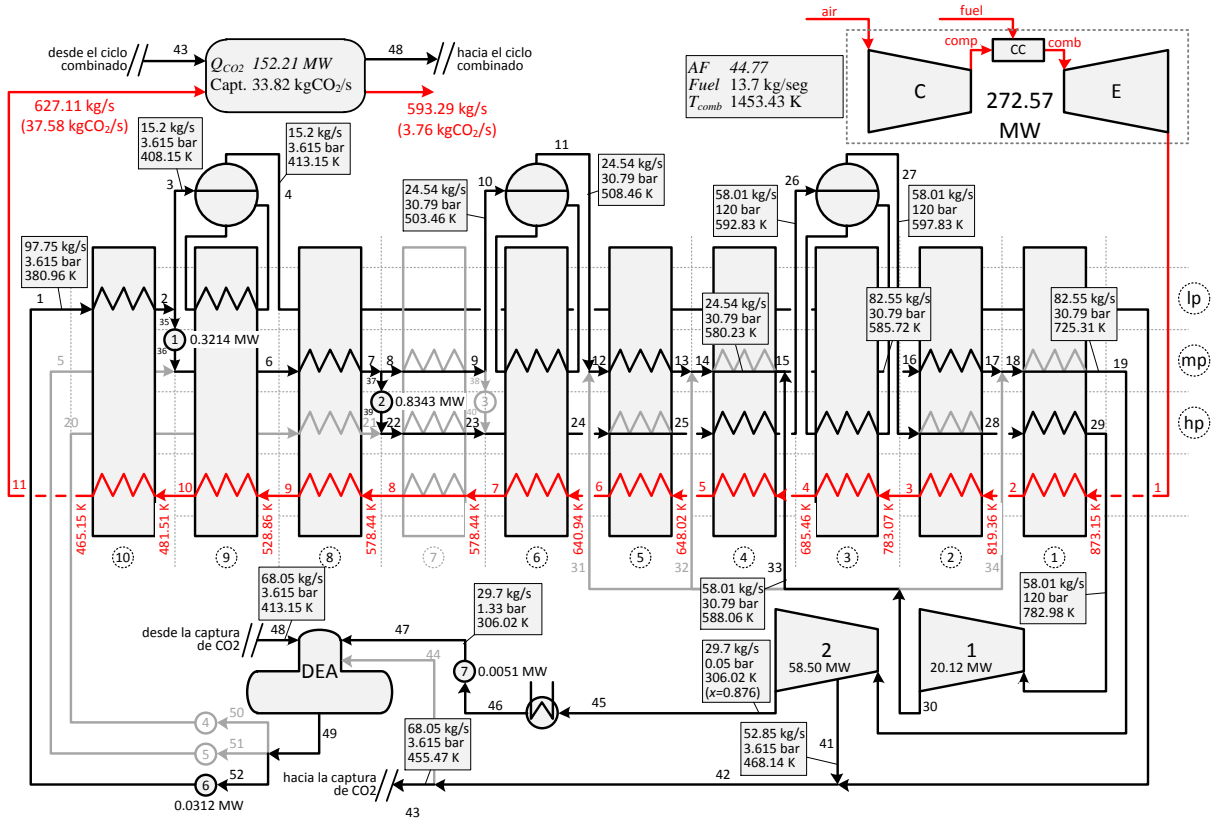 air
fuel
desde el ciclo
combinado
43
Q_CO2 152.21 MW
Capt. 33.82 kgCO₂/s
48
hacia el ciclo
combinado
AF 44.77
Fuel 13.7 kg/seg
T_comb 1453.43 K
comp
CC
comb
C
272.57
MW
E
627.11 kg/s
(37.58 kgCO₂/s)
593.29 kg/s
(3.76 kgCO₂/s)
15.2 kg/s
3.615 bar
408.15 K
15.2 kg/s
3.615 bar
413.15 K
11
24.54 kg/s
30.79 bar
508.46 K
27
3
4
24.54 kg/s
30.79 bar
503.46 K
10
58.01 kg/s
120 bar
592.83 K
26
58.01 kg/s
120 bar
597.83 K
97.75 kg/s
3.615 bar
380.96 K
1
2
35
1
0.3214 MW
36
24.54 kg/s
30.79 bar
580.23 K
82.55 kg/s
30.79 bar
585.72 K
82.55 kg/s
30.79 bar
725.31 K
lp
5
6
7
8
9
12
13
14
15
16
17
18
19
mp
37
2
0.8343 MW
39
38
3
40
20
21
22
23
24
25
28
29
hp
11
10
9
8
7
6
5
4
3
2
1
465.15 K
481.51 K
528.86 K
578.44 K
578.44 K
640.94 K
648.02 K
685.46 K
783.07 K
819.36 K
873.15 K
10
9
8
7
6
5
4
3
2
1
31
32
33
34
68.05 kg/s
3.615 bar
413.15 K
29.7 kg/s
1.33 bar
306.02 K
58.01 kg/s
30.79 bar
588.06 K
58.01 kg/s
120 bar
782.98 K
desde la captura
de CO2
48
DEA
47
44
7
0.0051 MW
29.7 kg/s
0.05 bar
306.02 K
(x=0.876)
2
58.50 MW
1
20.12 MW
46
45
30
50
4
51
5
49
52
6
0.0312 MW
68.05 kg/s
3.615 bar
455.47 K
52.85 kg/s
3.615 bar
468.14 K
41
42
hacia la captura
de CO2
43